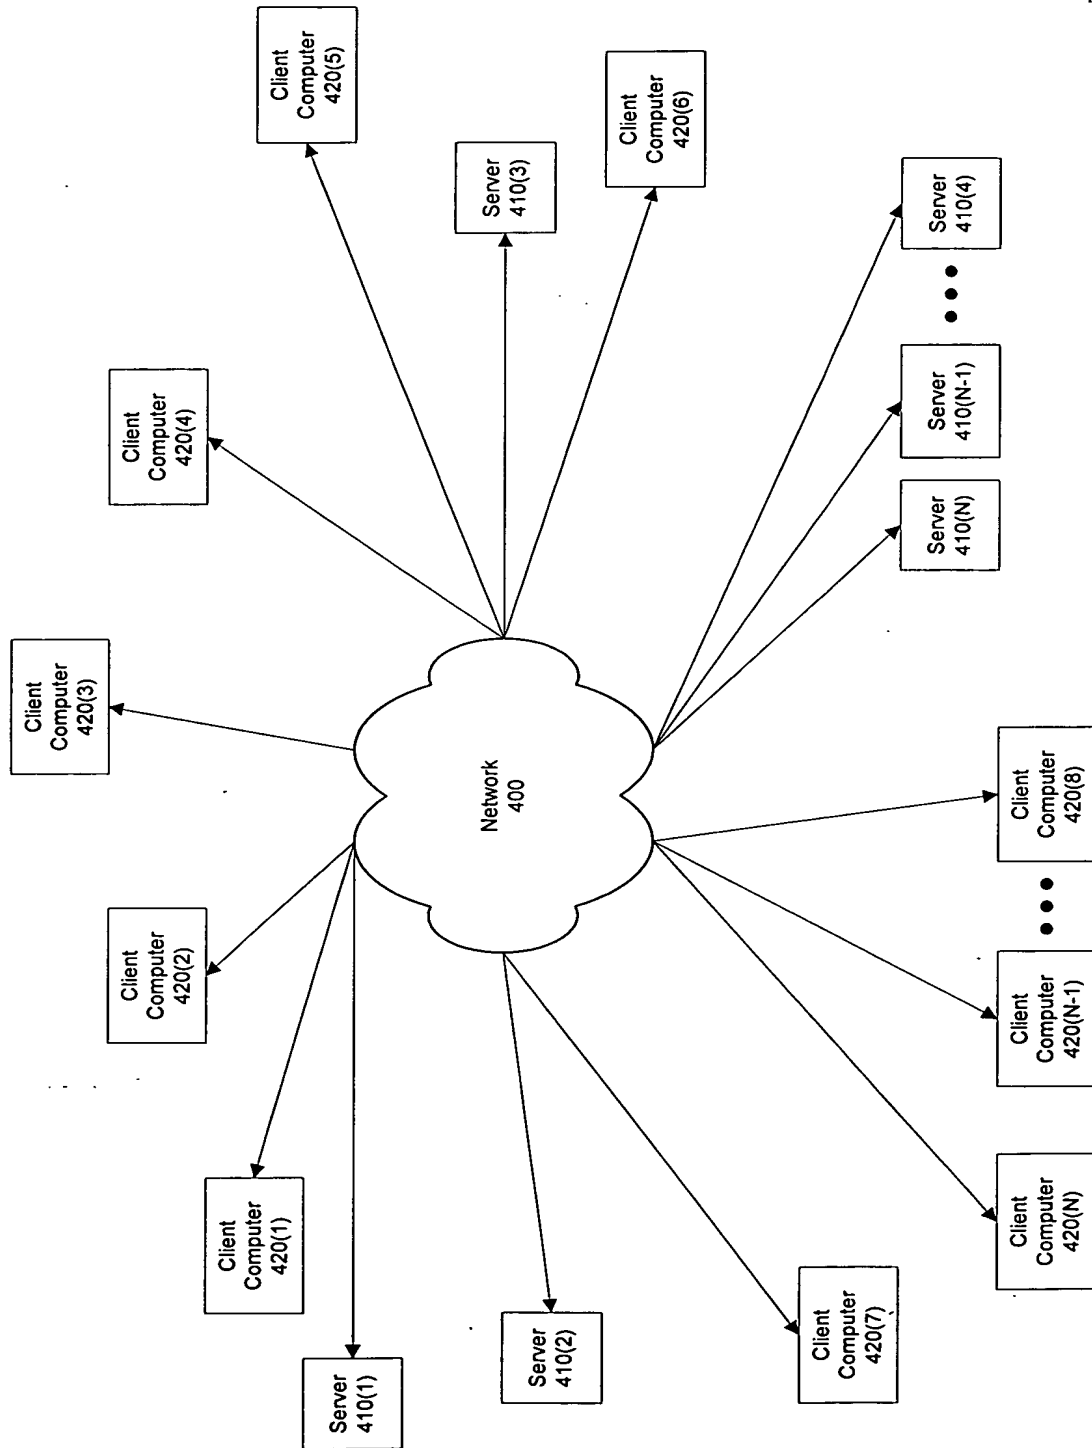 Client
Computer
420(5)
Server
410(3)
Client
Computer
420(6)
Server
410(4)
Client
Computer
420(4)
Server
410(N-1)
Server
410(N)
Client
Computer
420(3)
Network
400
Client
Computer
420(8)
Client
Computer
420(2)
Client
Computer
420(N-1)
Client
Computer
420(1)
Client
Computer
420(N)
Server
410(1)
Server
410(2)
Client
Computer
420(7)